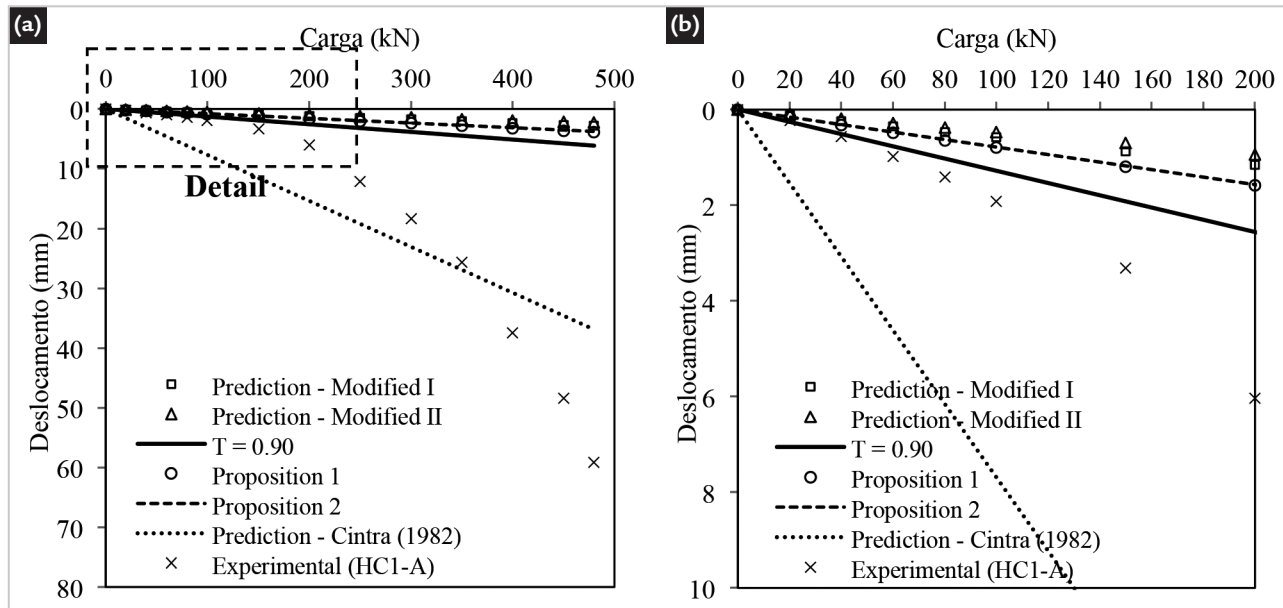 (a)
Carga (kN)
0 100 200 300 400 500
0
10
20
30
40
50
60
70
80
Deslocamento (mm)
Detail
Prediction - Modified I
Prediction - Modified II
T = 0.90
Proposition 1
Proposition 2
Prediction - Cintra (1982)
Experimental (HC1-A)
(b)
Carga (kN)
0 20 40 60 80 100 120 140 160 180 200
0
2
4
6
8
10
Deslocamento (mm)
Prediction - Modified I
Prediction - Modified II
T = 0.90
Proposition 1
Proposition 2
Prediction - Cintra (1982)
Experimental (HC1-A)